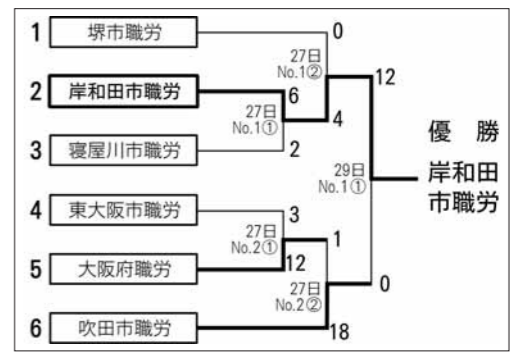 1 堺市職労
0
27日
No.1②
12
2 岸和田市職労
6
27日
No.1①
4
3 寝屋川市職労
2
優 勝
岸和田
市職労
29日
No.1①
4 東大阪市職労
3
27日
No.2①
1
5 大阪府職労
12
27日
No.2②
0
6 吹田市職労
18